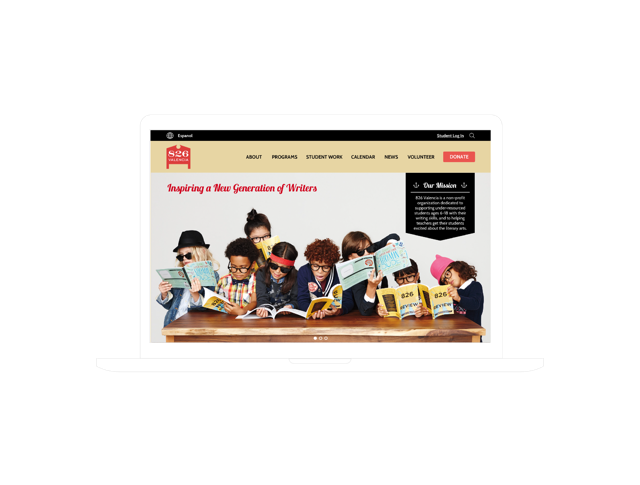 Espanol
Student Log In
826
VALENCIA
ABOUT
PROGRAMS
STUDENT WORK
CALENDAR
NEWS
VOLUNTEER
DONATE
Inspiring a New Generation of Writers
Our Mission
826 Valencia is a non-profit
organization dedicated to
supporting under-resourced
students ages 6-18 with their
writing skills, and to helping
teachers get their students
excited about the literary arts.
826
826
826
REVIEW
REVIEW